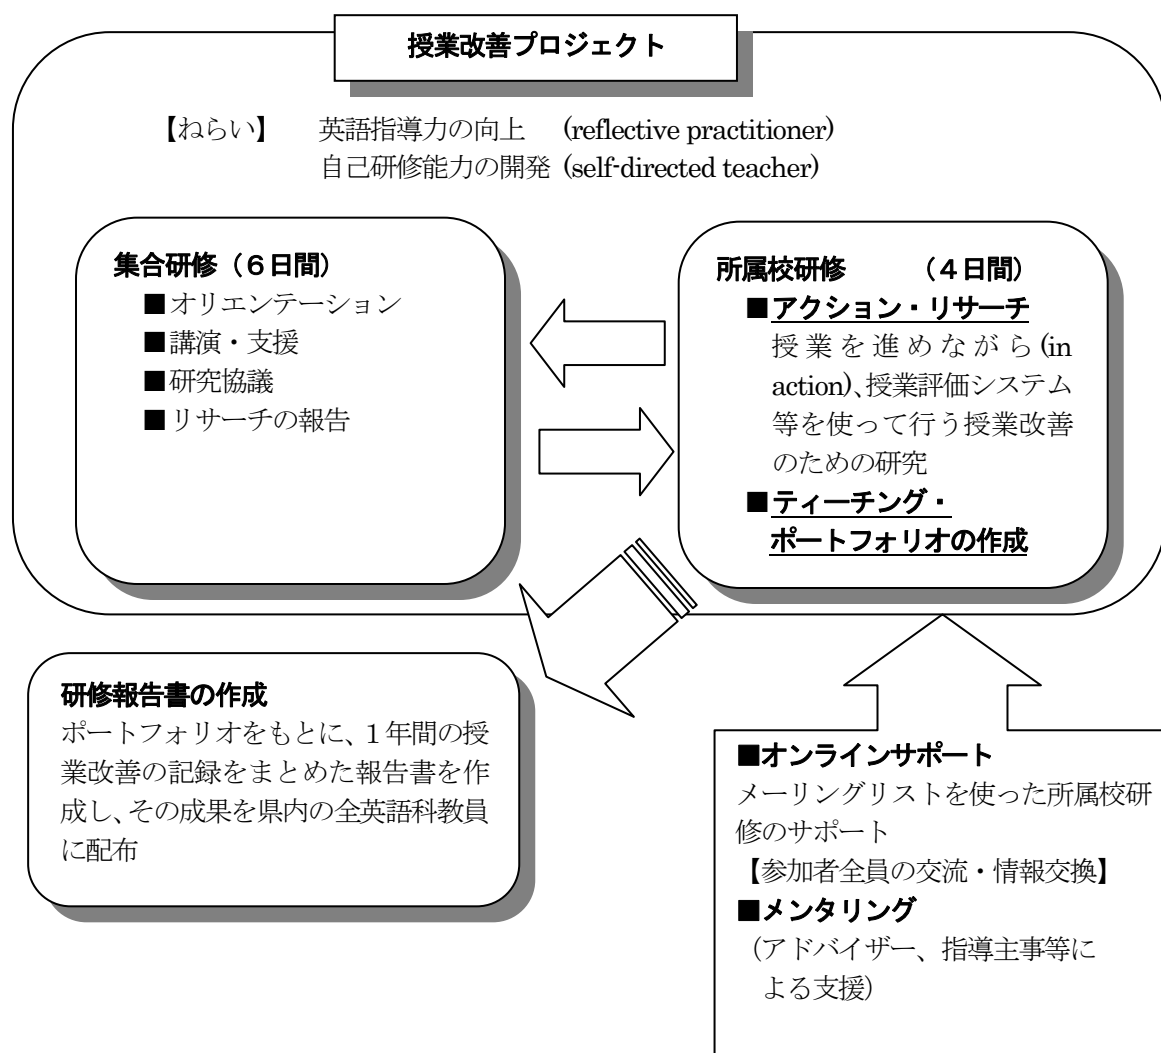 授業改善プロジェクト
【ねらい】 英語指導力の向上 (reflective practitioner)
自己研修能力の開発 (self-directed teacher)
集合研修（６日間）
■オリエンテーション
■講演・支援
■研究協議
■リサーチの報告
所属校研修 （４日間）
■アクション・リサーチ
授業を進めながら(in
action)、授業評価システム
等を使って行う授業改善
のための研究
■ティーチング・
ポートフォリオの作成
研修報告書の作成
ポートフォリオをもとに、１年間の授
業改善の記録をまとめた報告書を作
成し、その成果を県内の全英語科教員
に配布
■オンラインサポート
メーリングリストを使った所属校研
修のサポート
【参加者全員の交流・情報交換】
■メンタリング
（アドバイザー、指導主事等に
よる支援）